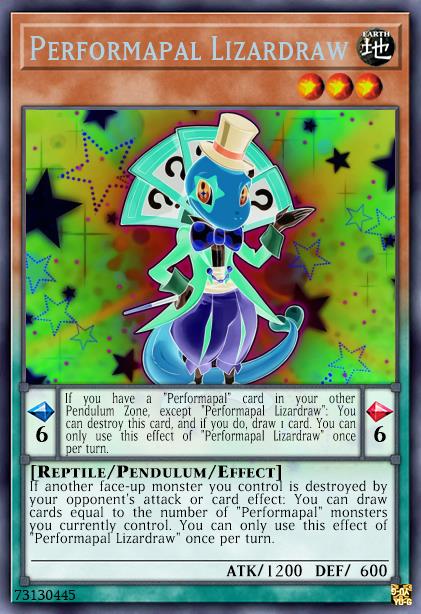 PERFORMAPAL LIZARDRAW
EARTH
地
? ? ?
If you have a "Performapal" card in your other
Pendulum Zone, except "Performapal Lizardraw": You
can destroy this card, and if you do, draw 1 card. You can
only use this effect of "Performapal Lizardraw" once
per turn.
6
6
[REPTILE/PENDULUM/EFFECT]
If another face-up monster you control is destroyed by
your opponent's attack or card effect: You can draw
cards equal to the number of "Performapal" monsters
you currently control. You can only use this effect of
"Performapal Lizardraw" once per turn.
ATK/1200 DEF/ 600
73130445